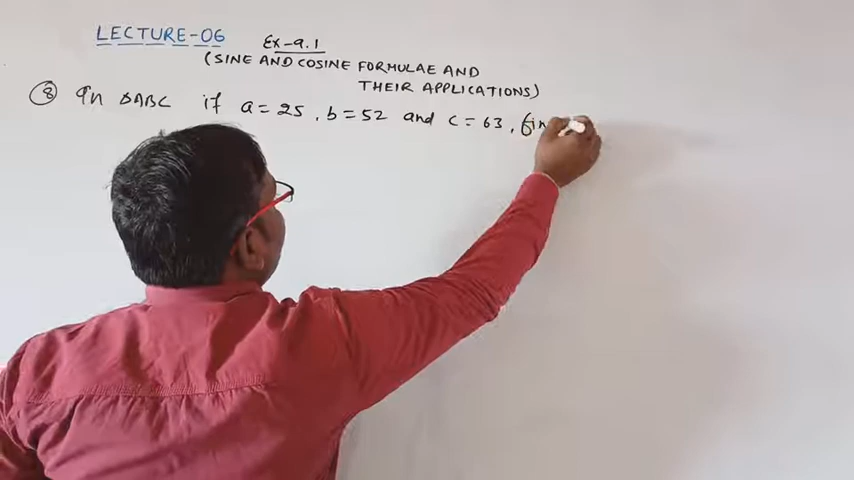 LECTURE-06
Ex-9.1
(SINE AND COSINE FORMULAE AND
THEIR APPLICATIONS)
8 In ΔABC if a=25, b=52 and c=63,